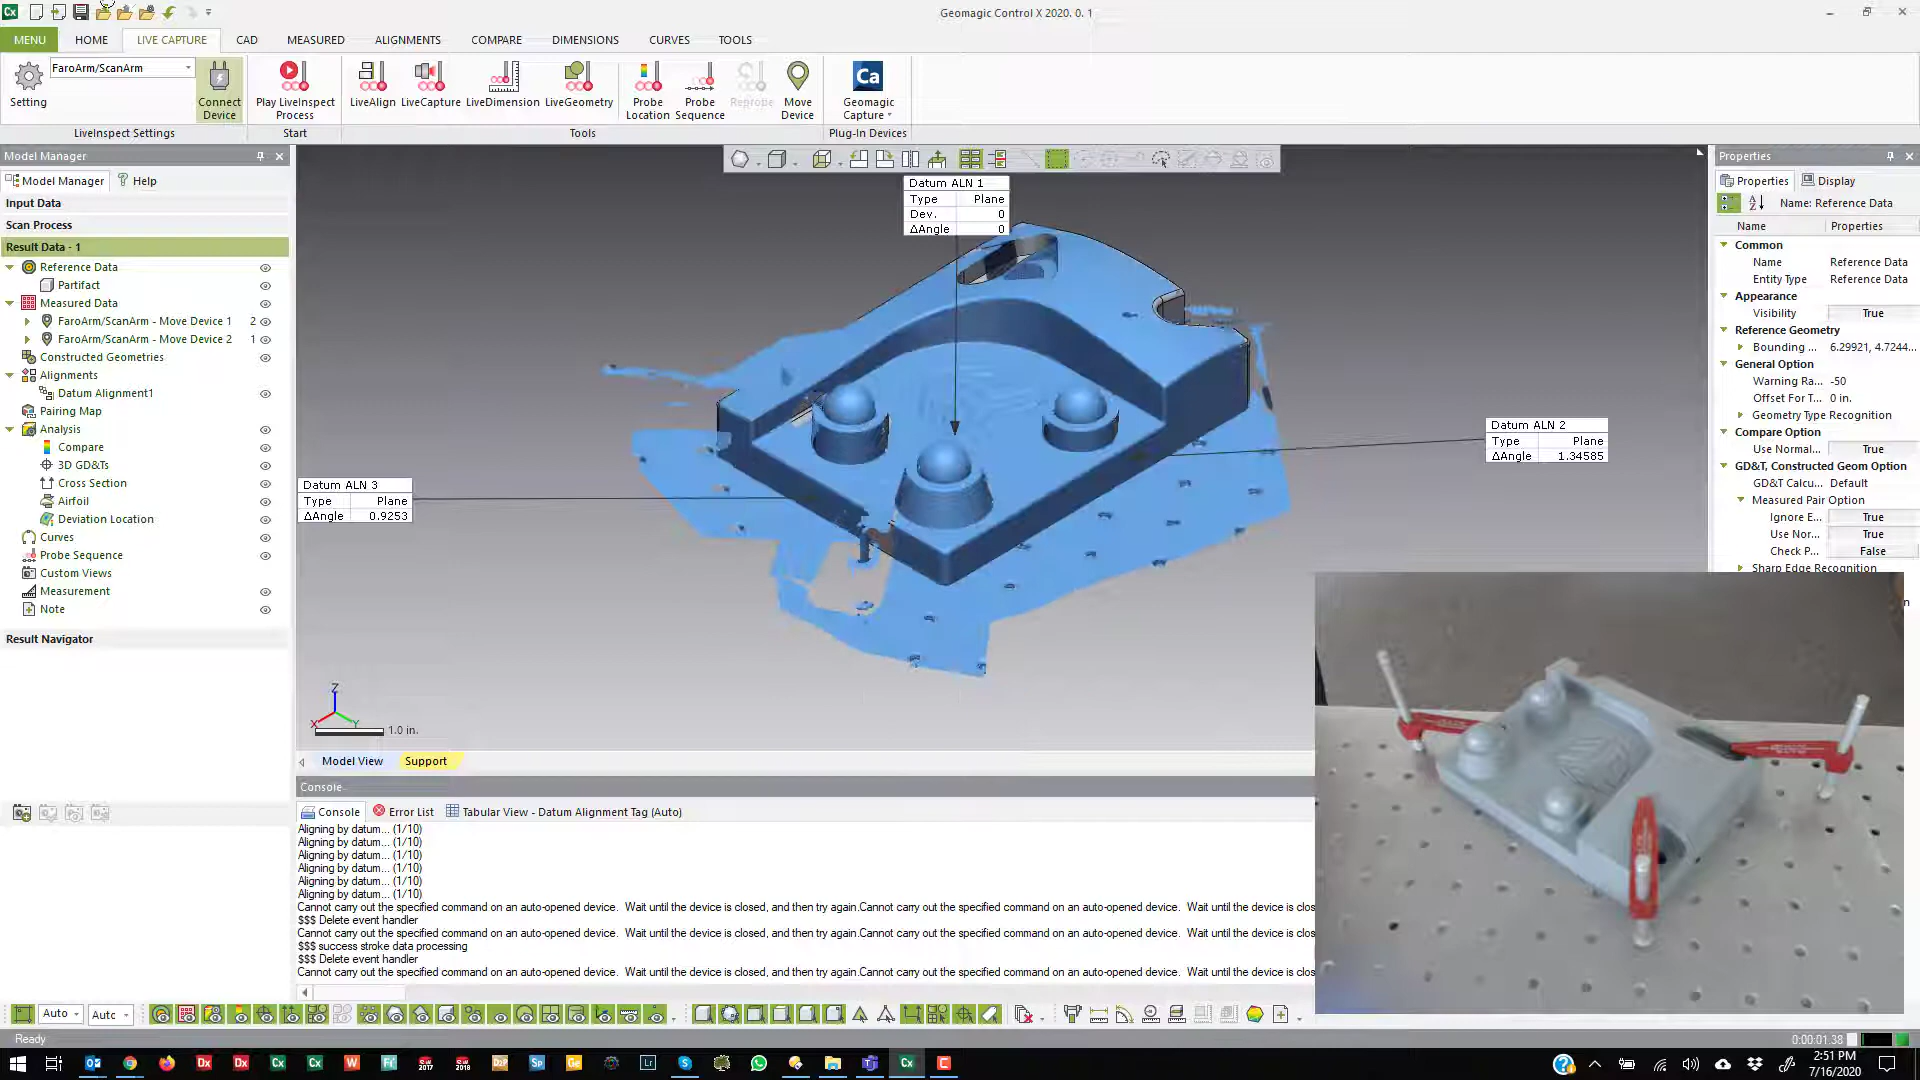 Geomagic Control X 2020. 0. 1
MENU HOME LIVE CAPTURE CAD MEASURED ALIGNMENTS COMPARE DIMENSIONS CURVES TOOLS
FaroArm/ScanArm
Setting
Connect Device
Play LiveInspect Process
LiveAlign
LiveCapture
LiveDimension
LiveGeometry
Probe Location
Probe Sequence
Reprobe
Move Device
Ca
Geomagic Capture
LiveInspect Settings
Start
Tools
Plug-In Devices
Model Manager
Model Manager
Help
Input Data
Scan Process
Result Data - 1
Reference Data
Partifact
Measured Data
FaroArm/ScanArm - Move Device 1 2
FaroArm/ScanArm - Move Device 2 1
Constructed Geometries
Alignments
Datum Alignment1
Pairing Map
Analysis
Compare
3D GD&Ts
Cross Section
Airfoil
Deviation Location
Curves
Probe Sequence
Custom Views
Measurement
Note
Result Navigator
Datum ALN 1
Type Plane
Dev. 0
ΔAngle 0
Datum ALN 2
Type Plane
ΔAngle 1.34585
Datum ALN 3
Type Plane
ΔAngle 0.9253
Z
X
Y
1.0 in.
Model View
Support
Properties
Properties
Display
Name: Reference Data
Name Properties
Common
Name Reference Data
Entity Type Reference Data
Appearance
Visibility True
Reference Geometry
Bounding ... 6.29921, 4.7244...
General Option
Warning Ra... -50
Offset For T... 0 in.
Geometry Type Recognition
Compare Option
Use Normal... True
GD&T, Constructed Geom Option
GD&T Calcu... Default
Measured Pair Option
Ignore E... True
Use Nor... True
Check P... False
Sharp Edge Recognition
Console
Console
Error List
Tabular View - Datum Alignment Tag (Auto)
Aligning by datum... (1/10)
Aligning by datum... (1/10)
Aligning by datum... (1/10)
Aligning by datum... (1/10)
Aligning by datum... (1/10)
Aligning by datum... (1/10)
Cannot carry out the specified command on an auto-opened device. Wait until the device is closed, and then try again.Cannot carry out the specified command on an auto-opened device. Wait until the device is clos
$$$ Delete event handler
Cannot carry out the specified command on an auto-opened device. Wait until the device is closed, and then try again.Cannot carry out the specified command on an auto-opened device. Wait until the device is clos
$$$ success stroke data processing
$$$ Delete event handler
Cannot carry out the specified command on an auto-opened device. Wait until the device is closed, and then try again.Cannot carry out the specified command on an auto-opened device. Wait until the device is clos
Auto
Autc
Ready
0:00:01.38
Dx Dx Cx Cx W 2017 2018 Sp Ge Lr Cx
2:51 PM
7/16/2020